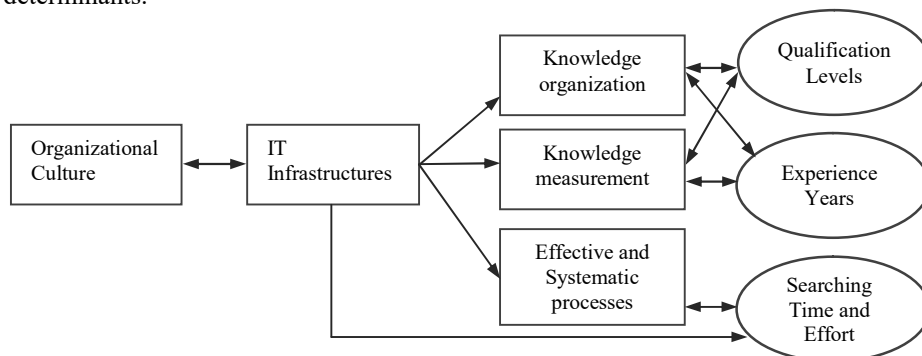 determinants.
Knowledge
organization
Qualification
Levels
Organizational
Culture
IT
Infrastructures
Knowledge
measurement
Experience
Years
Effective and
Systematic
processes
Searching
Time and
Effort